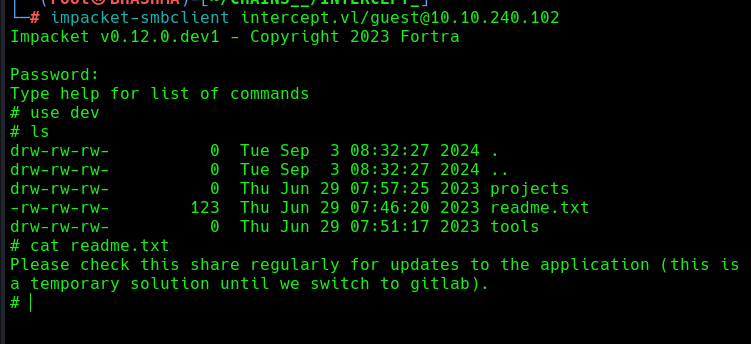 (root㉿BHASHMA)-[~/CHAINS__/INTERCEPT_]
└─# impacket-smbclient intercept.vl/guest@10.10.240.102
Impacket v0.12.0.dev1 - Copyright 2023 Fortra
Password:
Type help for list of commands
# use dev
# ls
drw-rw-rw-          0  Tue Sep  3 08:32:27 2024 .
drw-rw-rw-          0  Tue Sep  3 08:32:27 2024 ..
drw-rw-rw-          0  Thu Jun 29 07:57:25 2023 projects
-rw-rw-rw-        123  Thu Jun 29 07:46:20 2023 readme.txt
drw-rw-rw-          0  Thu Jun 29 07:51:17 2023 tools
# cat readme.txt
Please check this share regularly for updates to the application (this is
a temporary solution until we switch to gitlab).
#